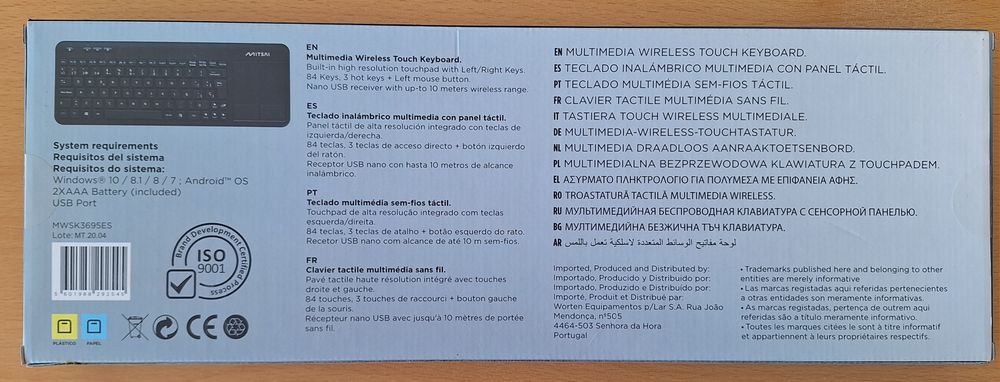 MITSAI
System requirements
Requisitos del sistema
Requisitos do sistema:
Windows® 10 / 8.1 / 8 / 7 ; Android™ OS
2XAAA Battery (included)
USB Port
MWSK3695ES
Lote: MT.20.04
Brand Development Certified Process
ISO
9001
PLÁSTICO
PAPEL
CE
EN
Multimedia Wireless Touch Keyboard.
Built-in high resolution touchpad with Left/Right Keys.
84 Keys, 3 hot keys + Left mouse button.
Nano USB receiver with up-to 10 meters wireless range.
ES
Teclado inalámbrico multimedia con panel táctil.
Panel táctil de alta resolución integrado con teclas de
izquierda/derecha.
84 teclas, 3 teclas de acceso directo + botón izquierdo
del ratón.
Receptor USB nano con hasta 10 metros de alcance
inalámbrico.
PT
Teclado multimédia sem-fios táctil.
Touchpad de alta resolução integrado com teclas
esquerda/direita.
84 teclas, 3 teclas de atalho + botão esquerdo do rato.
Recetor USB nano com alcance de até 10 m sem-fios.
FR
Clavier tactile multimédia sans fil.
Pavé tactile haute résolution intégré avec touches
droite et gauche.
84 touches, 3 touches de raccourci + bouton gauche
de la souris.
Récepteur nano USB avec jusqu'à 10 mètres de portée
sans fil.
EN MULTIMEDIA WIRELESS TOUCH KEYBOARD.
ES TECLADO INALÁMBRICO MULTIMEDIA CON PANEL TÁCTIL.
PT TECLADO MULTIMÉDIA SEM-FIOS TÁCTIL.
FR CLAVIER TACTILE MULTIMÉDIA SANS FIL.
IT TASTIERA TOUCH WIRELESS MULTIMEDIALE.
DE MULTIMEDIA-WIRELESS-TOUCHTASTATUR.
NL MULTIMEDIA DRAADLOOS AANRAAKTOETSENBORD.
PL MULTIMEDIALNA BEZPRZEWODOWA KLAWIATURA Z TOUCHPADEM.
EL ΑΣΥΡΜΑΤΟ ΠΛΗΚΤΡΟΛΟΓΙΟ ΓΙΑ ΠΟΛΥΜΕΣΑ ΜΕ ΕΠΙΦΑΝΕΙΑ ΑΦΗΣ.
RO TROASTATURĂ TACTILĂ MULTIMEDIA WIRELESS.
RU МУЛЬТИМЕДИЙНАЯ БЕСПРОВОДНАЯ КЛАВИАТУРА С СЕНСОРНОЙ ПАНЕЛЬЮ.
BG МУЛТИМЕДИЙНА БЕЗЖИЧНА ТЪЧ КЛАВИАТУРА.
AR لوحة مفاتيح الوسائط المتعددة لاسلكية تعمل باللمس
Imported, Produced and Distributed by:
Importado, Producido y Distribuido por:
Importado, Produzido e Distribuído por:
Importé, Produit et Distribué par:
Worten Equipamentos p/Lar S.A. Rua João
Mendonça, nº505
4464-503 Senhora da Hora
Portugal
• Trademarks published here and belonging to other
entities are merely informative
• Las marcas registadas aqui referidas pertenecientes
a otras entidades son meramente informativas.
• As marcas registadas, pertença de outrem aqui
referidas são a título meramente informativo.
• Toutes les marques citées le sont à titre informatif
et appartiennent à leurs propriétaires respectifs.